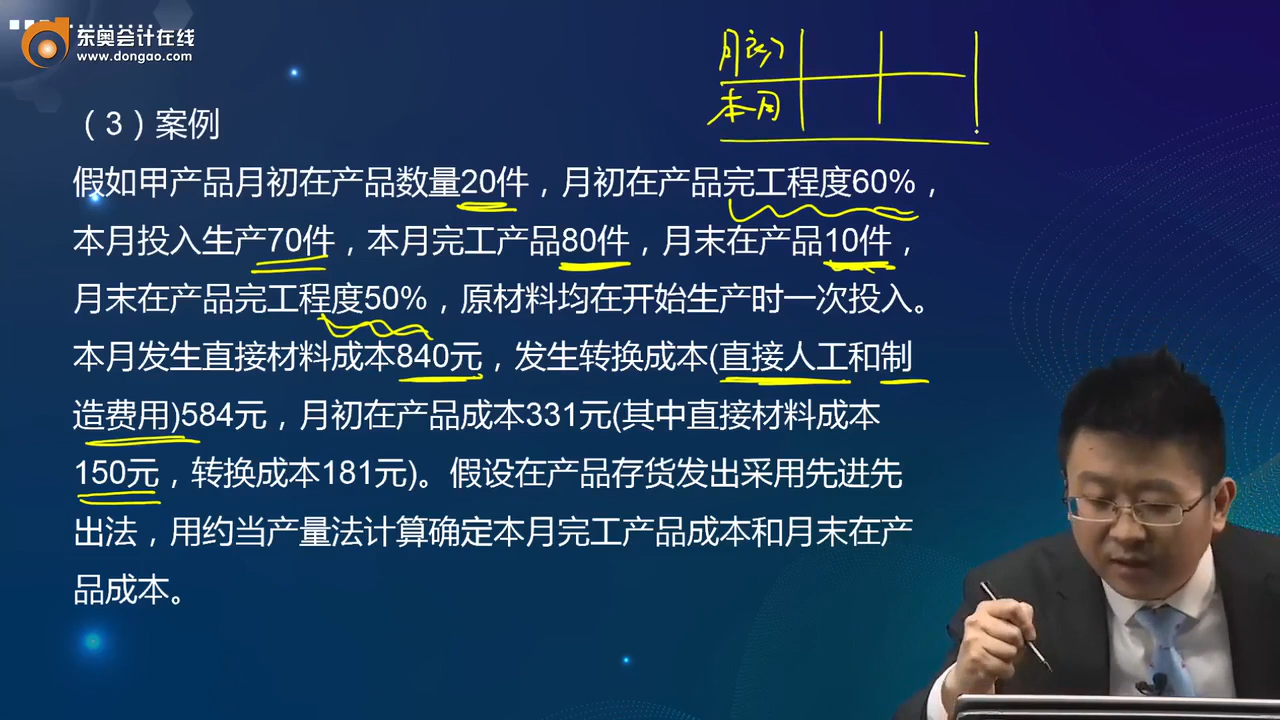 东奥会计在线
www.dongao.com
月初
本月
（3）案例
假如甲产品月初在产品数量20件，月初在产品完工程度60%，
本月投入生产70件，本月完工产品80件，月末在产品10件，
月末在产品完工程度50%，原材料均在开始生产时一次投入。
本月发生直接材料成本840元，发生转换成本(直接人工和制
造费用)584元，月初在产品成本331元(其中直接材料成本
150元，转换成本181元)。假设在产品存货发出采用先进先
出法，用约当产量法计算确定本月完工产品成本和月末在产
品成本。